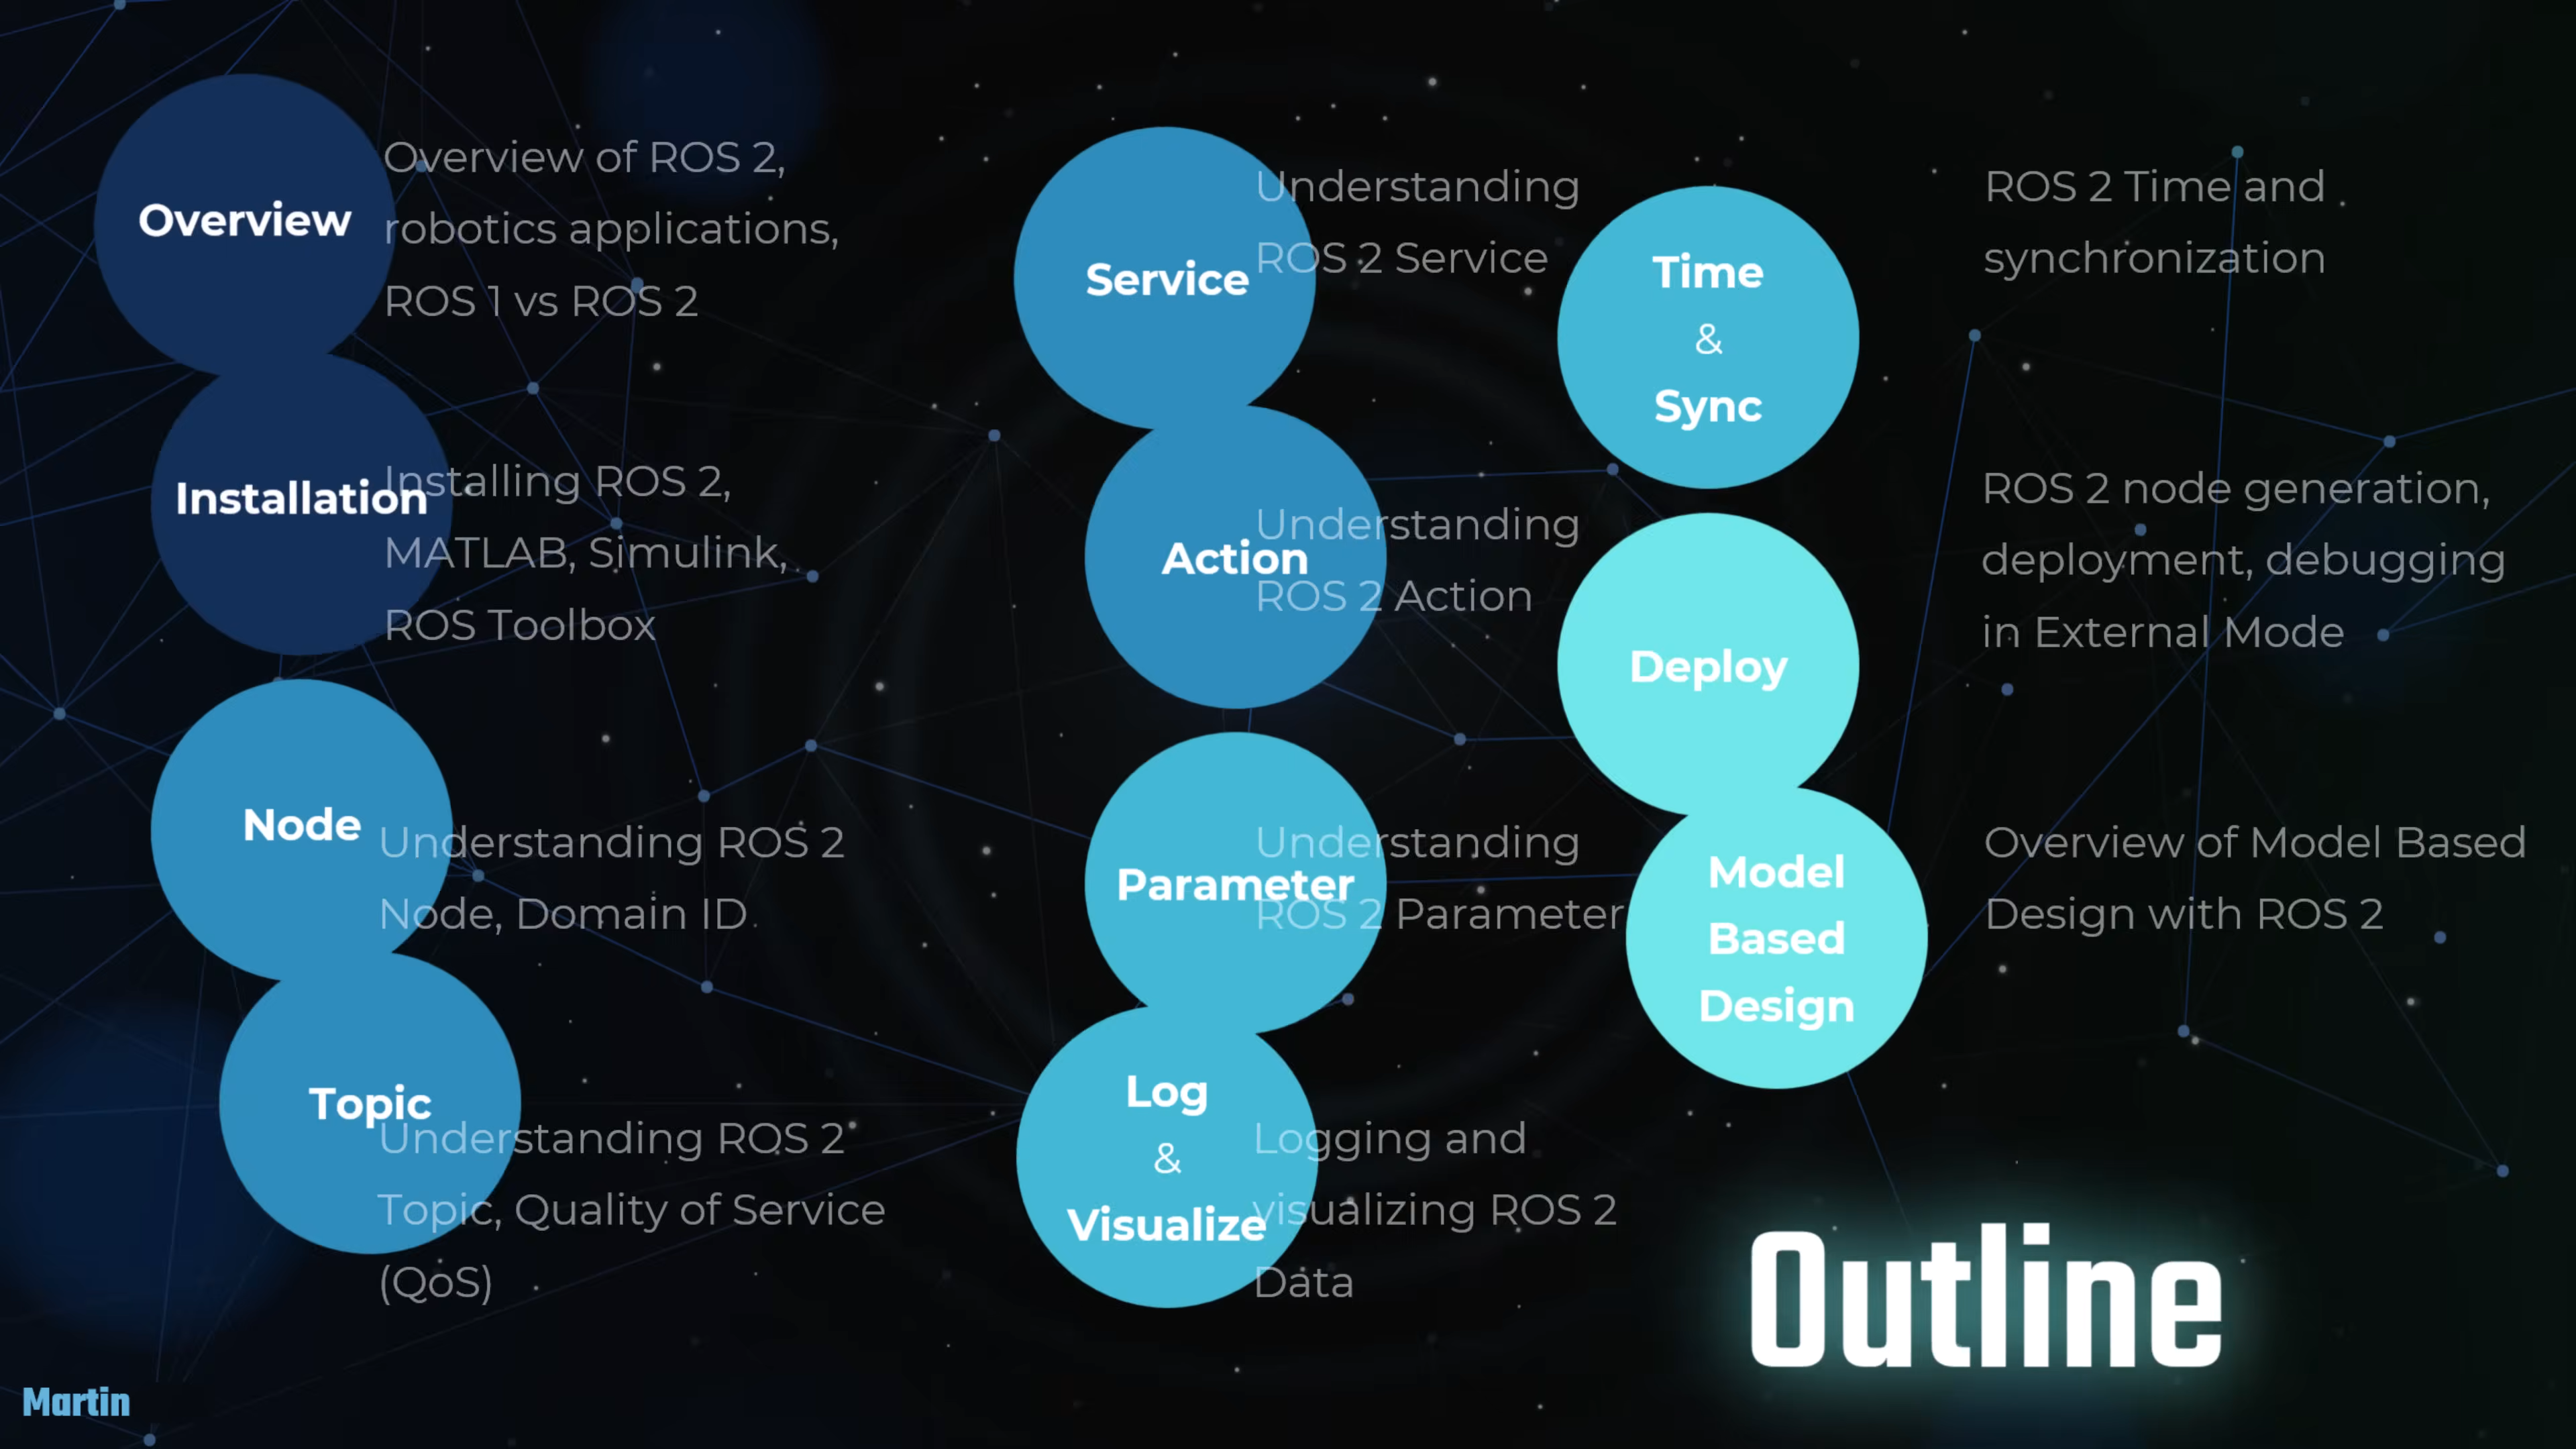 Overview
Overview of ROS 2,
robotics applications,
ROS 1 vs ROS 2
Installation
Installing ROS 2,
MATLAB, Simulink,
ROS Toolbox
Node
Understanding ROS 2
Node, Domain ID
Topic
Understanding ROS 2
Topic, Quality of Service
(QoS)
Service
Understanding
ROS 2 Service
Action
Understanding
ROS 2 Action
Parameter
Understanding
ROS 2 Parameter
Log
&
Visualize
Logging and
visualizing ROS 2
Data
Time
&
Sync
ROS 2 Time and
synchronization
Deploy
ROS 2 node generation,
deployment, debugging
in External Mode
Model
Based
Design
Overview of Model Based
Design with ROS 2
Outline
Martin